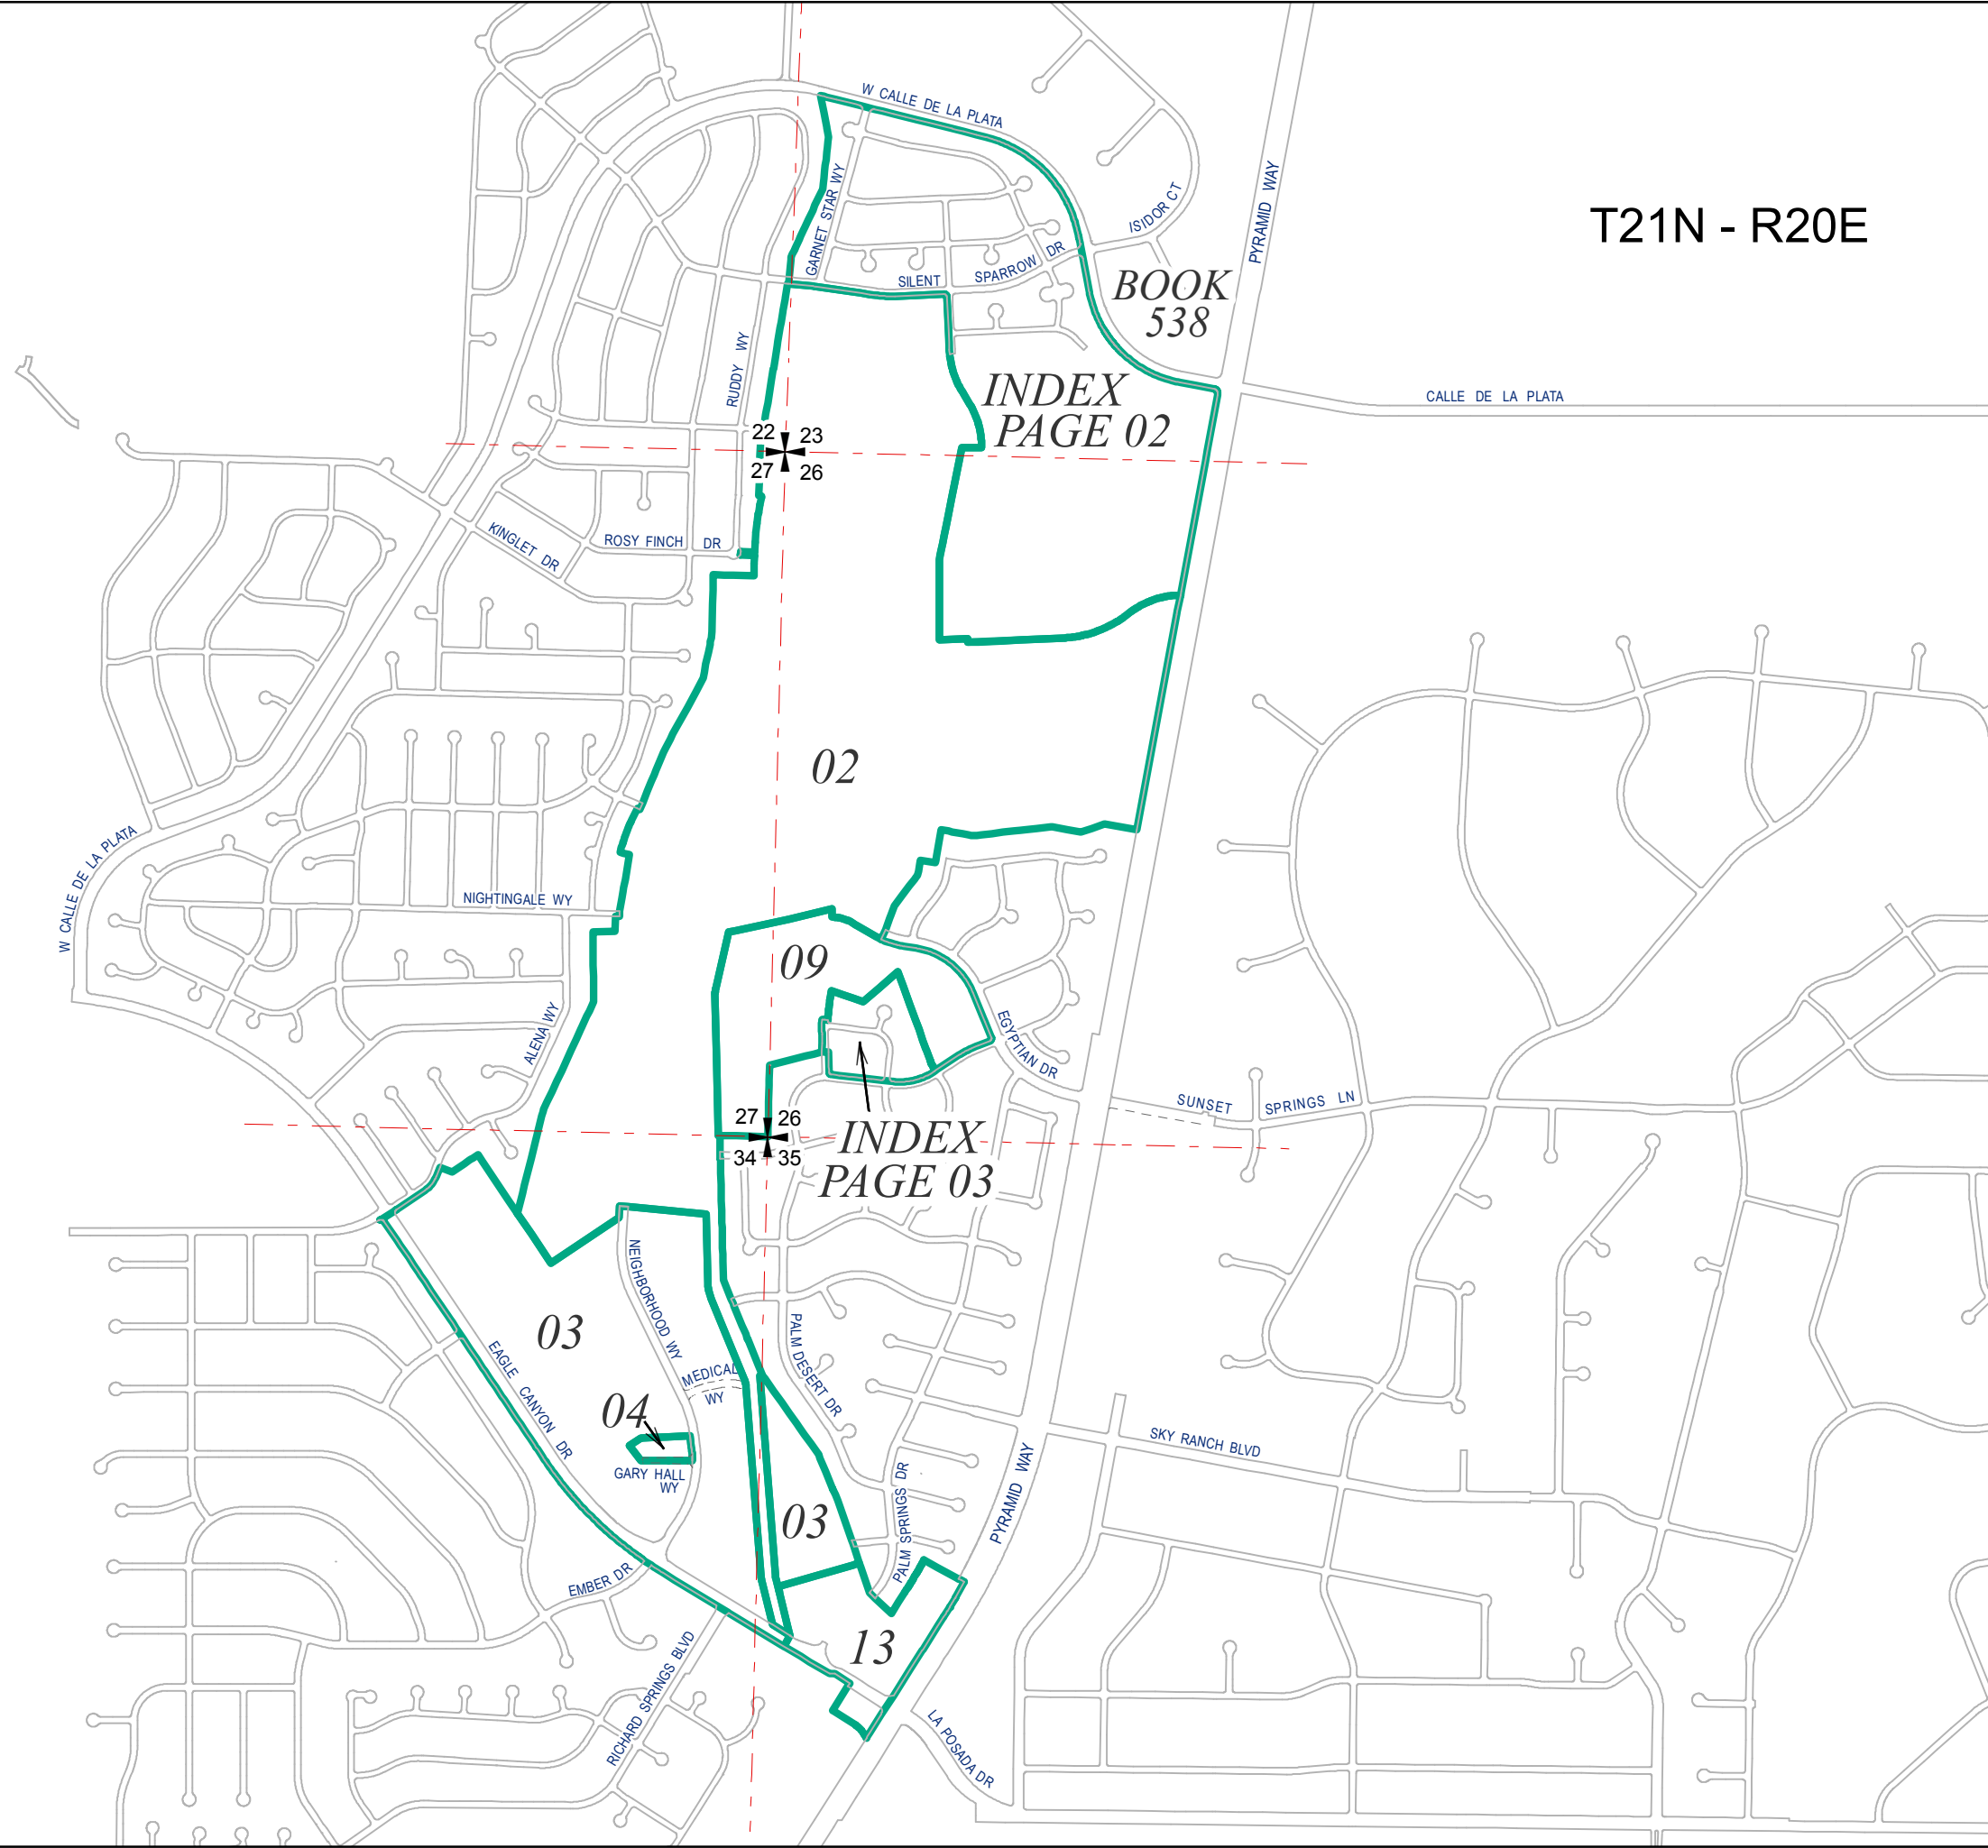 W CALLE DE LA PLATA
T21N - R20E
GARNET STAR WY
ISIDOR CT
PYRAMID WAY
SILENT SPARROW DR
BOOK
538
RUDDY WY
INDEX
PAGE 02
CALLE DE LA PLATA
22 23
27 26
KINGLET DR
ROSY FINCH DR
02
W CALLE DE LA PLATA
NIGHTINGALE WY
09
ALENA WY
EGYPTIAN DR
SUNSET SPRINGS LN
27 26
34 35
INDEX
PAGE 03
NEIGHBORHOOD WY
03
EAGLE CANYON DR
PALM DESERT DR
MEDICAL
WY
04
GARY HALL
WY
SKY RANCH BLVD
PYRAMID WAY
PALM SPRINGS DR
03
EMBER DR
13
RICHARD SPRINGS BLVD
LA POSADA DR